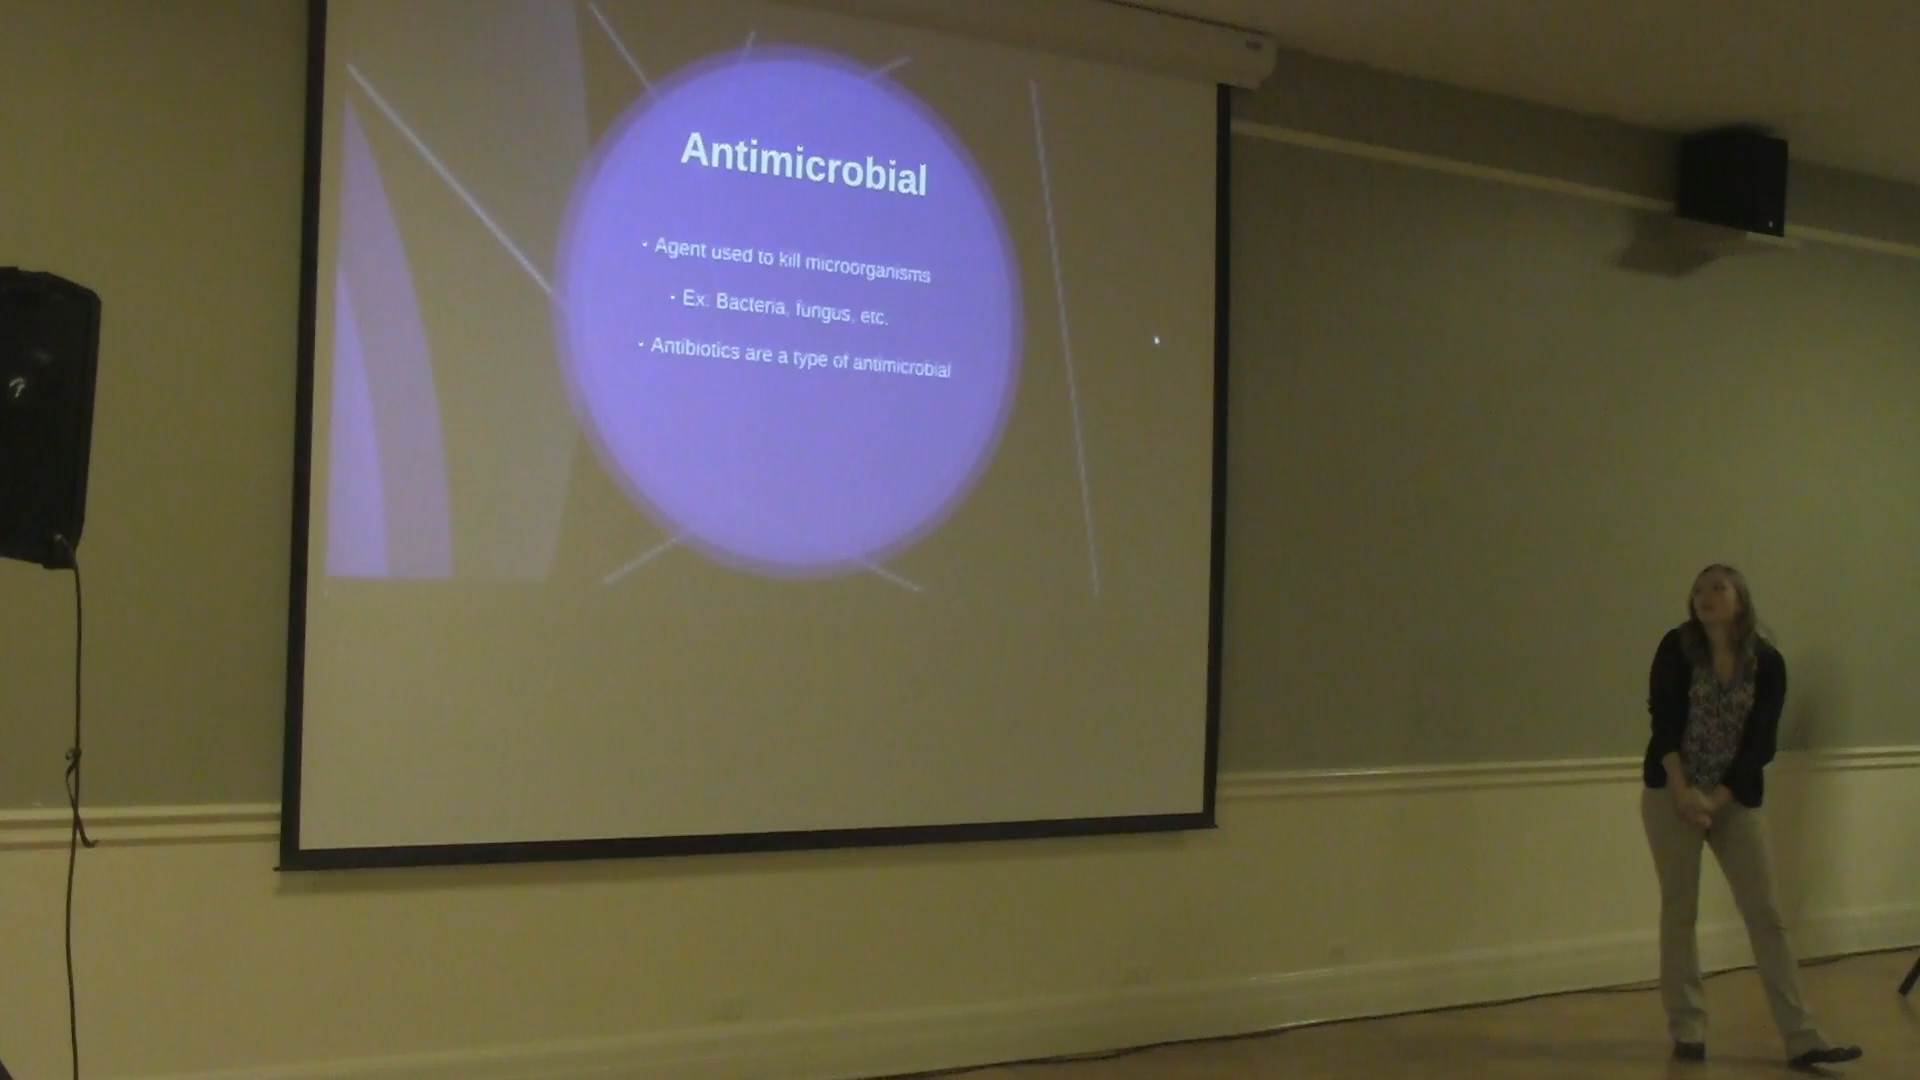 Antimicrobial
- Agent used to kill microorganisms
- Ex: Bacteria, fungus, etc.
- Antibiotics are a type of antimicrobial